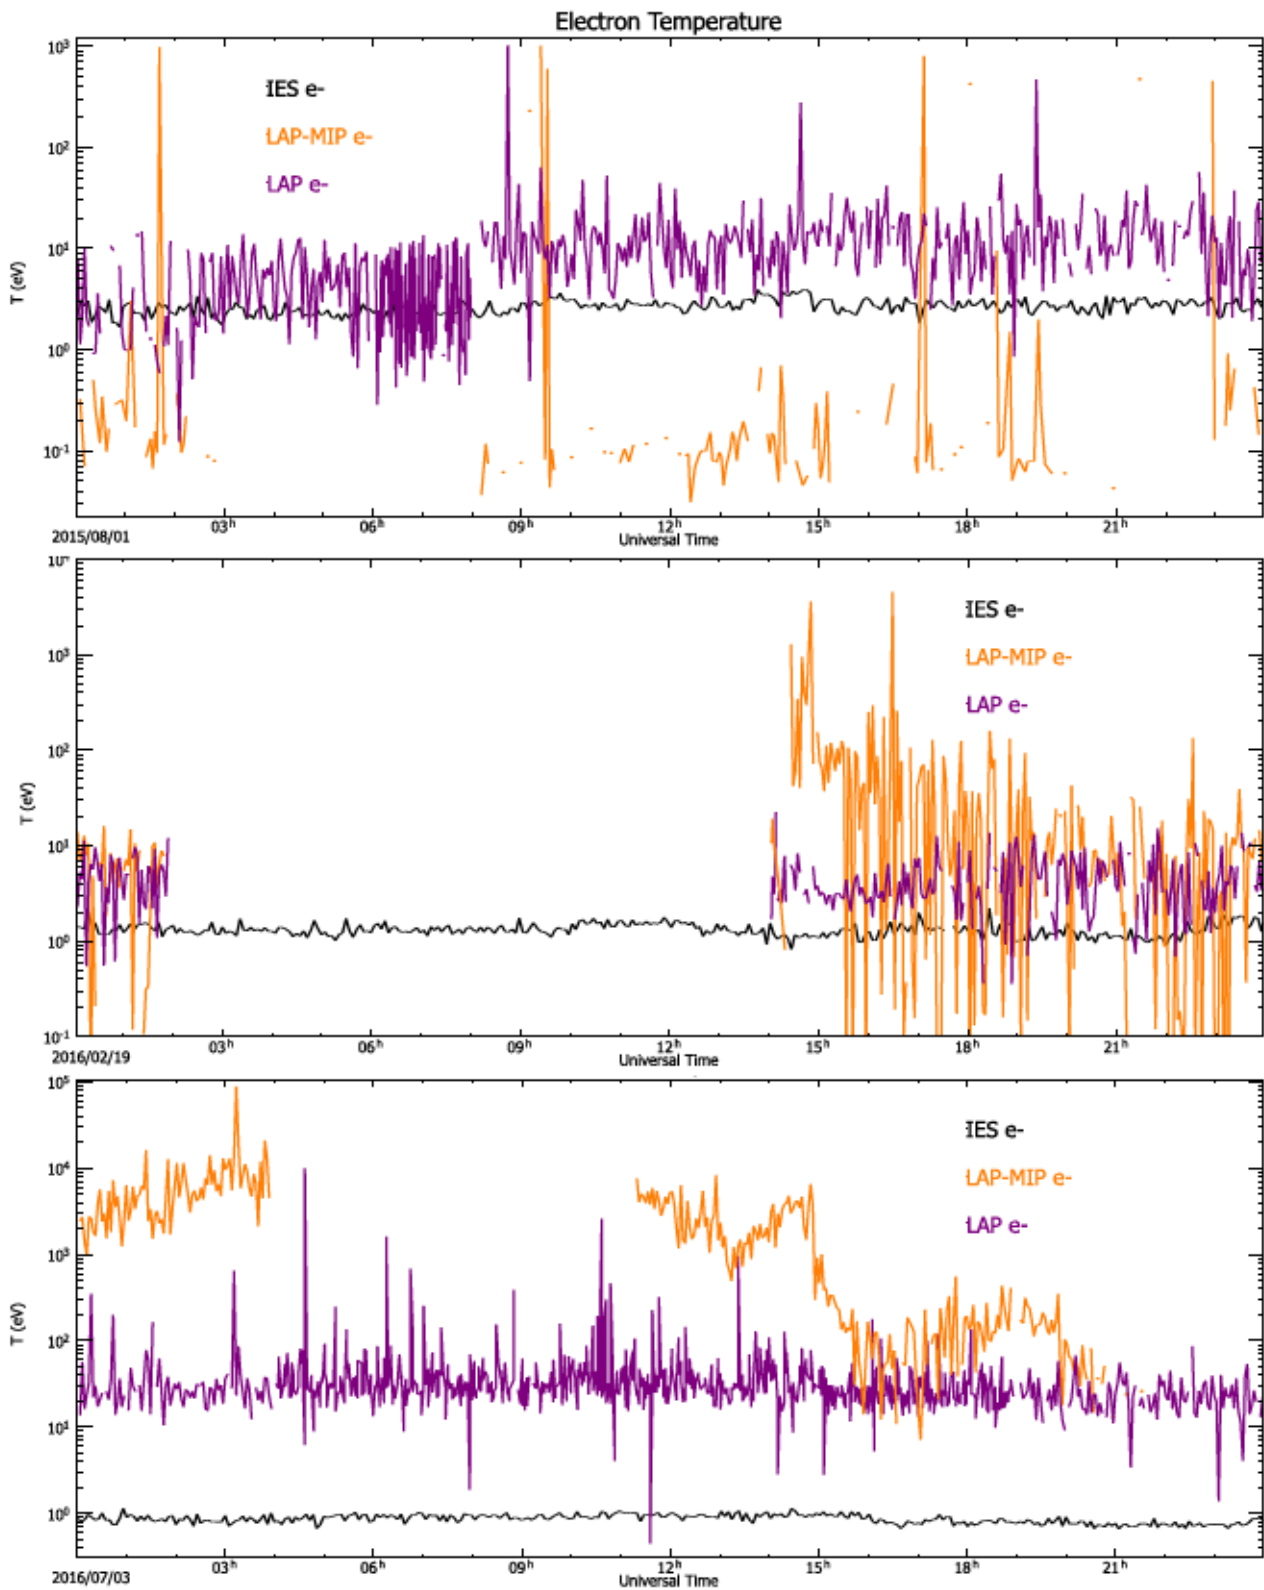 Electron Temperature
10³
IES e-
LAP-MIP e-
10²
LAP e-
10¹
T (eV)
10⁰
10⁻¹
03ʰ 06ʰ 09ʰ 12ʰ 15ʰ 18ʰ 21ʰ
2015/08/01 Universal Time
10⁴
IES e-
10³
LAP-MIP e-
LAP e-
10²
T (eV)
10¹
10⁰
10⁻¹
03ʰ 06ʰ 09ʰ 12ʰ 15ʰ 18ʰ 21ʰ
2016/02/19 Universal Time
10⁵
IES e-
10⁴
LAP-MIP e-
LAP e-
10³
T (eV)
10²
10¹
10⁰
03ʰ 06ʰ 09ʰ 12ʰ 15ʰ 18ʰ 21ʰ
2016/07/03 Universal Time